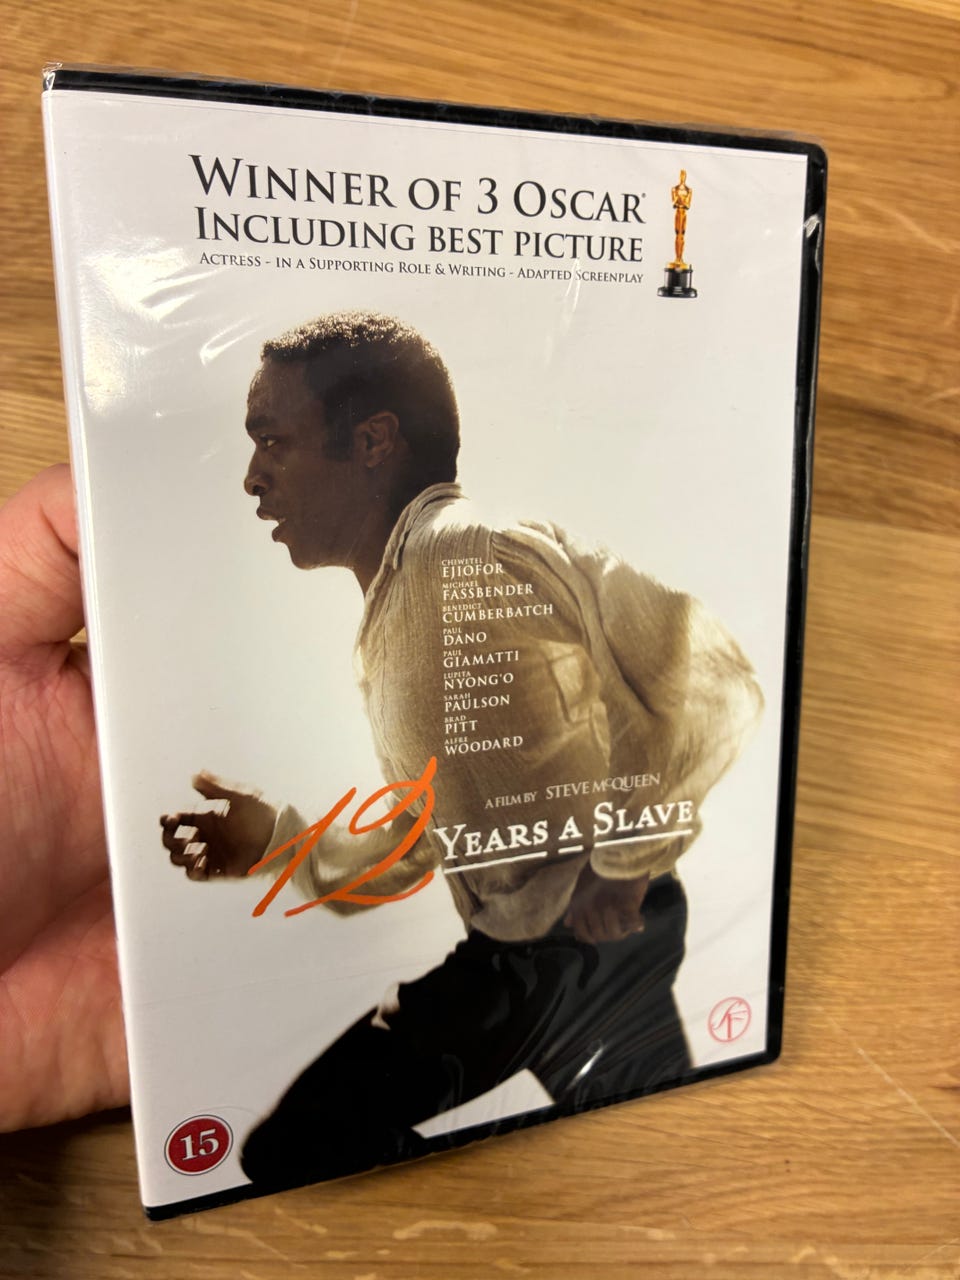 WINNER OF 3 OSCAR®
INCLUDING BEST PICTURE
ACTRESS - IN A SUPPORTING ROLE & WRITING - ADAPTED SCREENPLAY
CHIWETEL
EJIOFOR
MICHAEL
FASSBENDER
BENEDICT
CUMBERBATCH
PAUL
DANO
PAUL
GIAMATTI
LUPITA
NYONG'O
SARAH
PAULSON
BRAD
PITT
ALFRE
WOODARD
A FILM BY STEVE McQUEEN
12 YEARS A SLAVE
SF
15